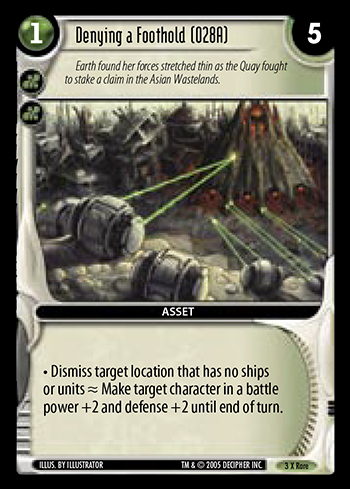 1 Denying a Foothold (028A) 5
Earth found her forces stretched thin as the Quay fought
to stake a claim in the Asian Wastelands.
ASSET
• Dismiss target location that has no ships
or units ≈ Make target character in a battle
power +2 and defense +2 until end of turn.
ILLUS. BY ILLUSTRATOR TM & © 2005 DECIPHER INC. 3 X Rare